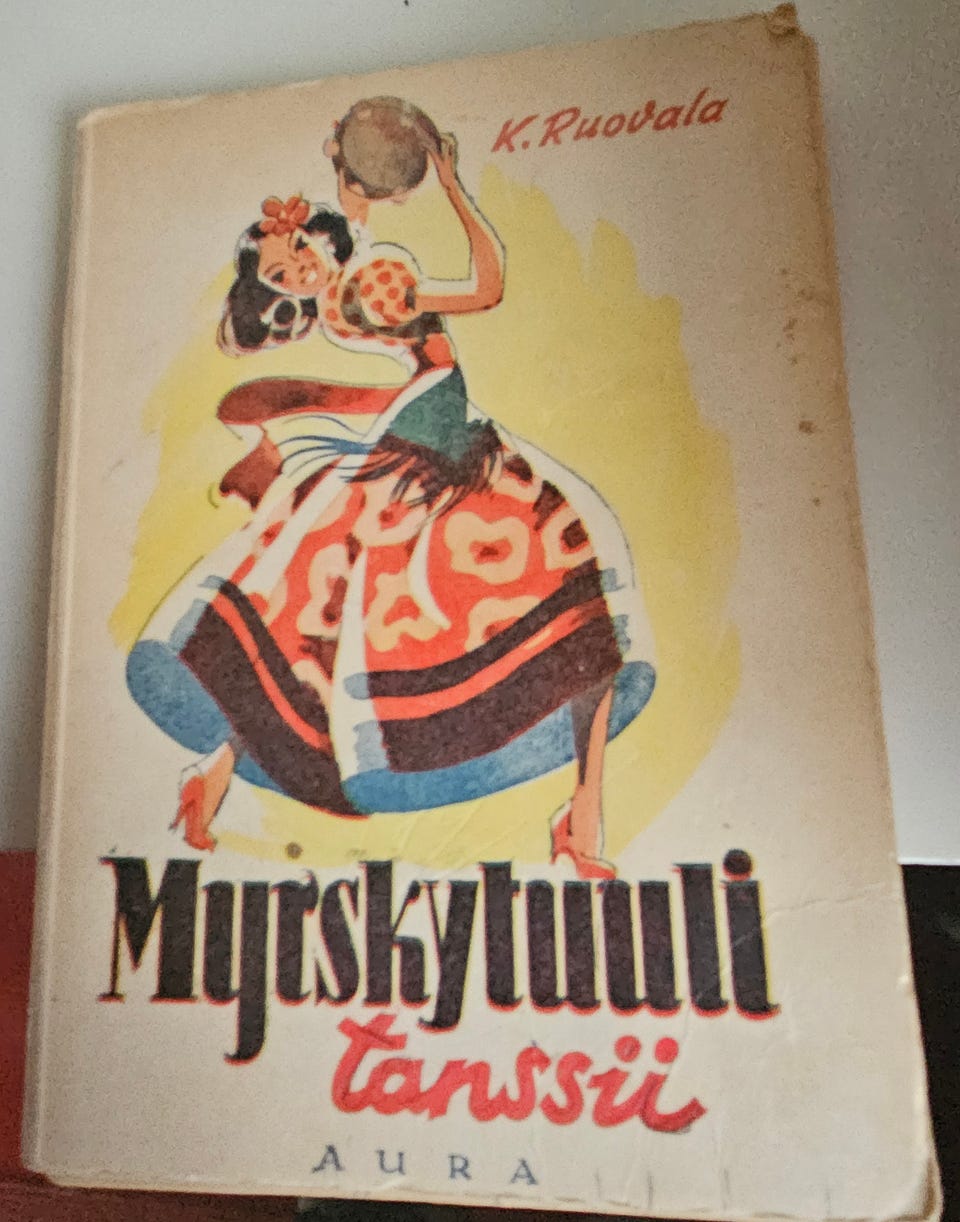 K. Ruovala
Myrskytuuli
tanssii
AURA